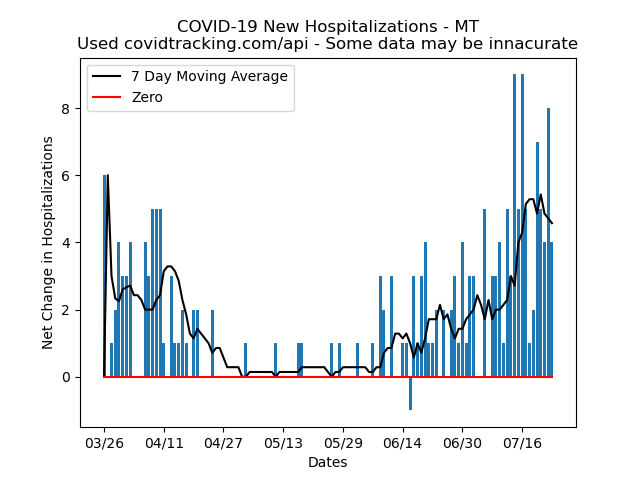 COVID-19 New Hospitalizations - MT
Used covidtracking.com/api - Some data may be innacurate
7 Day Moving Average
Zero
Net Change in Hospitalizations
8
6
4
2
0
03/26 04/11 04/27 05/13 05/29 06/14 06/30 07/16
Dates